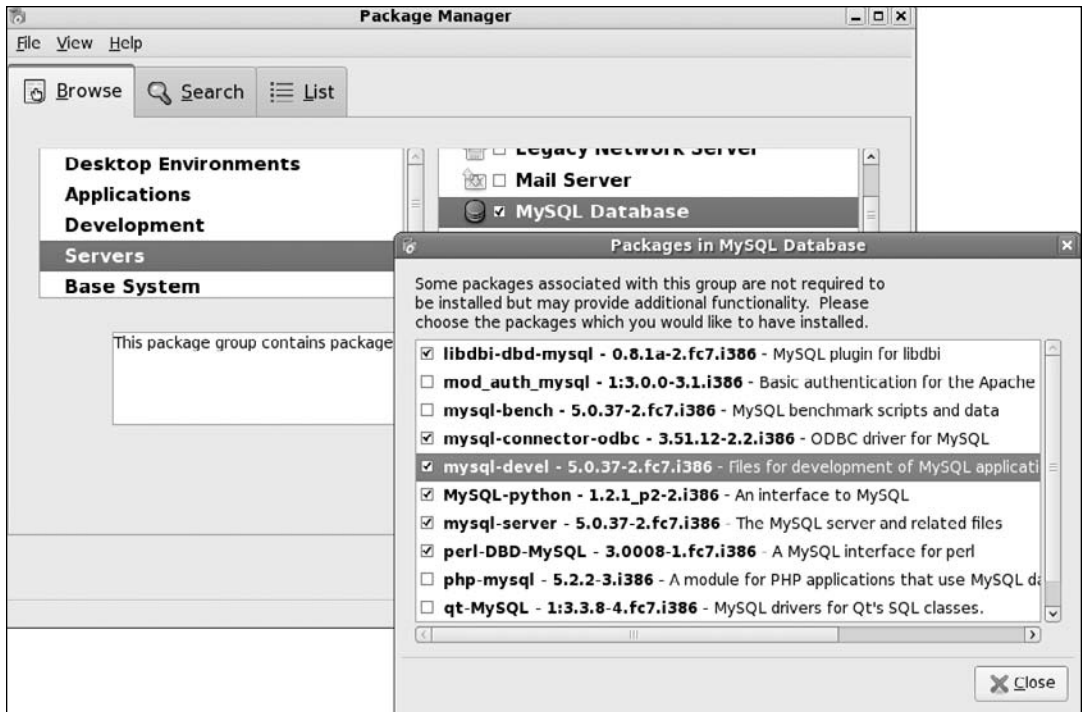 Package Manager
File View Help
Browse Search List
Desktop Environments
Applications
Development
Servers
Base System
Legacy Network Server
Mail Server
MySQL Database
This package group contains package
Packages in MySQL Database
Some packages associated with this group are not required to
be installed but may provide additional functionality. Please
choose the packages which you would like to have installed.
libdbi-dbd-mysql - 0.8.1a-2.fc7.i386 - MySQL plugin for libdbi
mod_auth_mysql - 1:3.0.0-3.1.i386 - Basic authentication for the Apache
mysql-bench - 5.0.37-2.fc7.i386 - MySQL benchmark scripts and data
mysql-connector-odbc - 3.51.12-2.2.i386 - ODBC driver for MySQL
mysql-devel - 5.0.37-2.fc7.i386 - Files for development of MySQL applicati
MySQL-python - 1.2.1_p2-2.i386 - An interface to MySQL
mysql-server - 5.0.37-2.fc7.i386 - The MySQL server and related files
perl-DBD-MySQL - 3.0008-1.fc7.i386 - A MySQL interface for perl
php-mysql - 5.2.2-3.i386 - A module for PHP applications that use MySQL da
qt-MySQL - 1:3.3.8-4.fc7.i386 - MySQL drivers for Qt's SQL classes.
Close